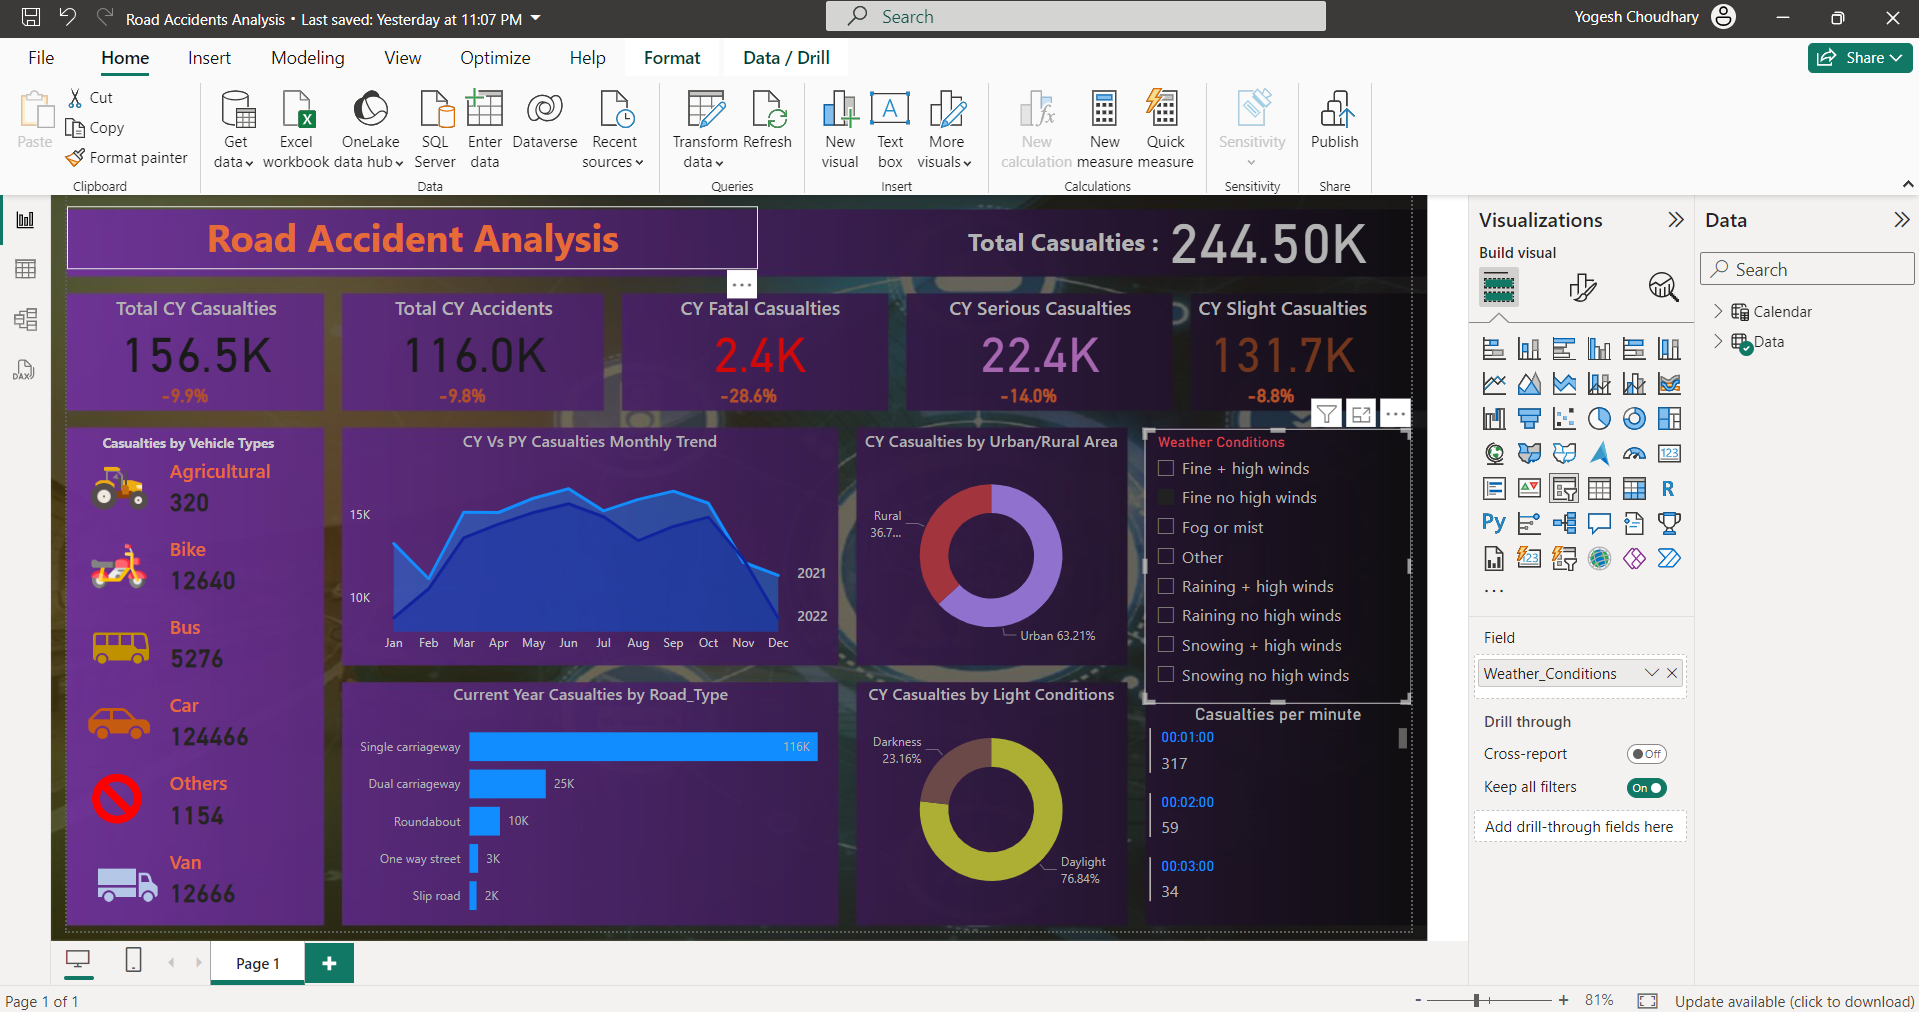 Road Accidents Analysis • Last saved: Yesterday at 11:07 PM
Search
Yogesh Choudhary
File
Home
Insert
Modeling
View
Optimize
Help
Format
Data / Drill
Share
Paste
Cut
Copy
Format painter
Clipboard
Get data
Excel workbook
OneLake data hub
SQL Server
Enter data
Dataverse
Recent sources
Data
Transform data
Refresh
Queries
New visual
Text box
More visuals
Insert
New calculation
New measure
Quick measure
Calculations
Sensitivity
Sensitivity
Publish
Share
DAX
Road Accident Analysis
Total Casualties :
244.50K
Total CY Casualties
156.5K
-9.9%
Total CY Accidents
116.0K
-9.8%
CY Fatal Casualties
2.4K
-28.6%
CY Serious Casualties
22.4K
-14.0%
CY Slight Casualties
131.7K
-8.8%
Casualties by Vehicle Types
Agricultural
320
Bike
12640
Bus
5276
Car
124466
Others
1154
Van
12666
CY Vs PY Casualties Monthly Trend
15K
10K
2021
2022
Jan Feb Mar Apr May Jun Jul Aug Sep Oct Nov Dec
CY Casualties by Urban/Rural Area
Rural
36.7...
Urban 63.21%
Weather Conditions
Fine + high winds
Fine no high winds
Fog or mist
Other
Raining + high winds
Raining no high winds
Snowing + high winds
Snowing no high winds
Current Year Casualties by Road_Type
Single carriageway 116K
Dual carriageway 25K
Roundabout 10K
One way street 3K
Slip road 2K
CY Casualties by Light Conditions
Darkness
23.16%
Daylight
76.84%
Casualties per minute
00:01:00
317
00:02:00
59
00:03:00
34
Visualizations
Build visual
123
R
Py
123
...
Field
Weather_Conditions
Drill through
Cross-report
Off
Keep all filters
On
Add drill-through fields here
Data
Search
Calendar
Data
Page 1
+
Page 1 of 1
- + 81%
Update available (click to download)